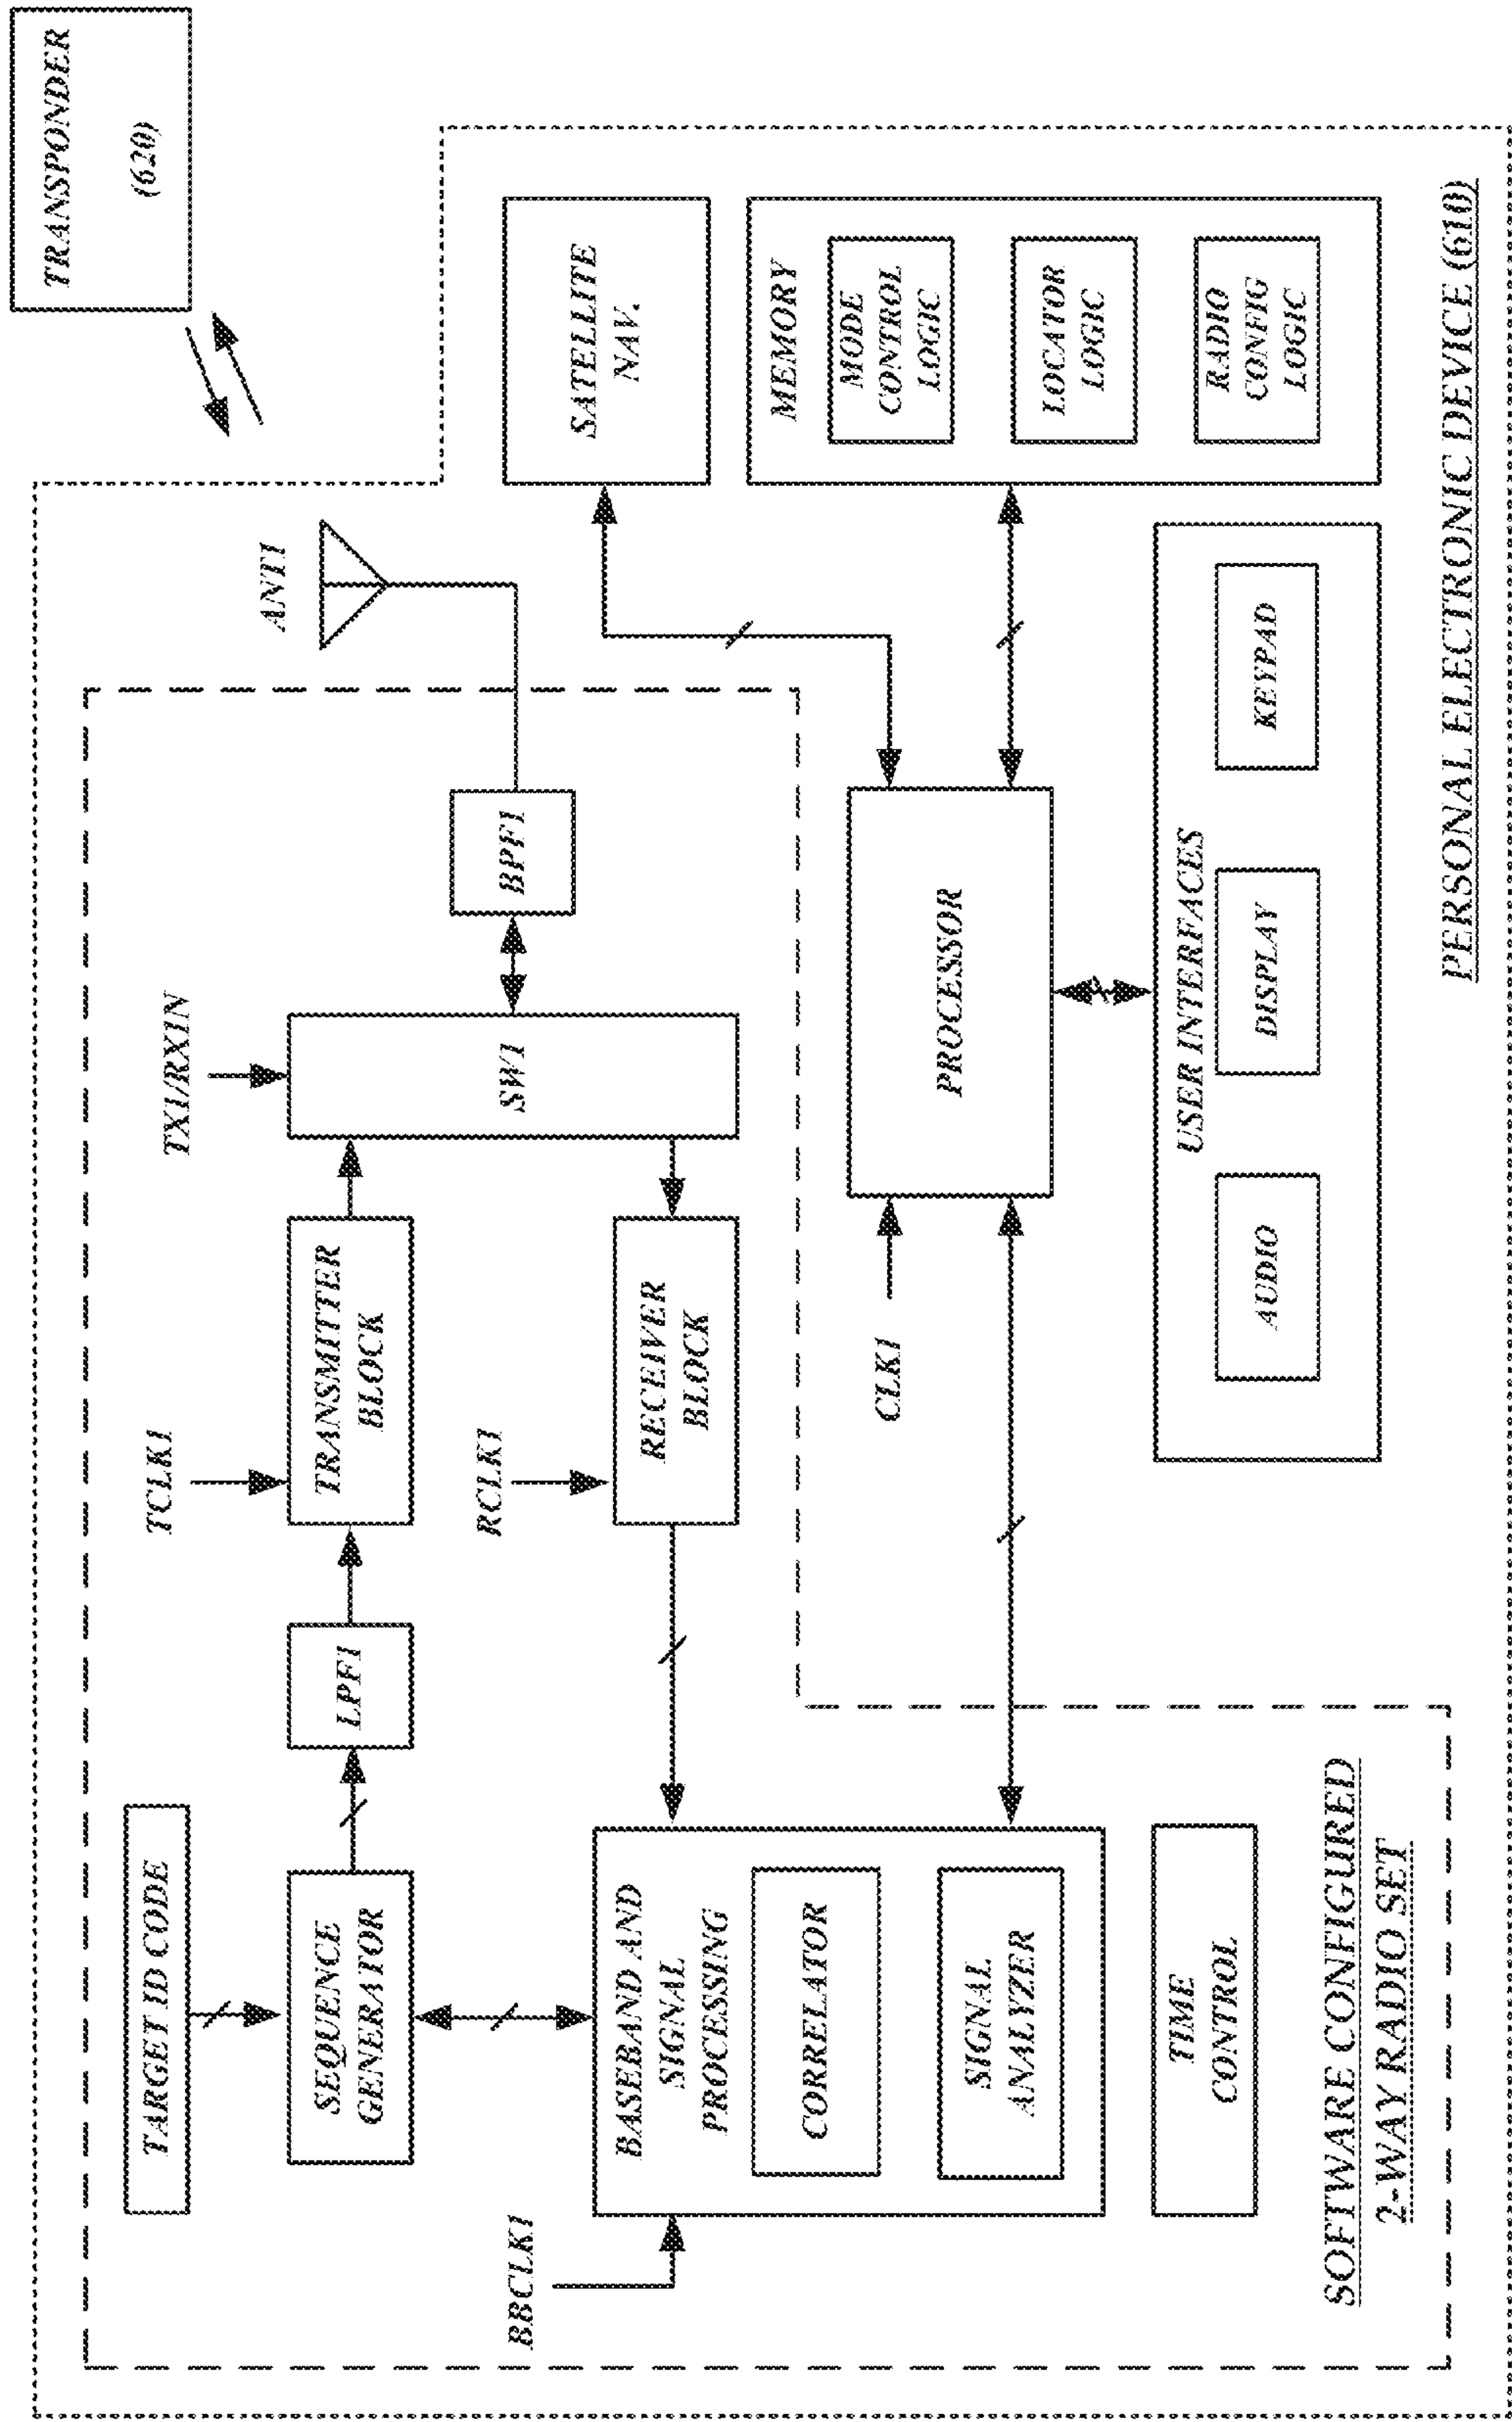 TRANSPONDER
(620)
ANT1
TX1/RX1N
TCLK1
TARGET ID CODE
SEQUENCE
GENERATOR
LPF1
TRANSMITTER
BLOCK
SW1
BPF1
RCLK1
RECEIVER
BLOCK
SATELLITE
NAV.
BBCLK1
BASEBAND AND
SIGNAL
PROCESSING
CORRELATOR
SIGNAL
ANALYZER
TIME
CONTROL
CLK1
PROCESSOR
MEMORY
MODE
CONTROL
LOGIC
LOCATOR
LOGIC
RADIO
CONFIG
LOGIC
USER INTERFACES
AUDIO
DISPLAY
KEYPAD
SOFTWARE CONFIGURED
2-WAY RADIO SET
PERSONAL ELECTRONIC DEVICE (610)